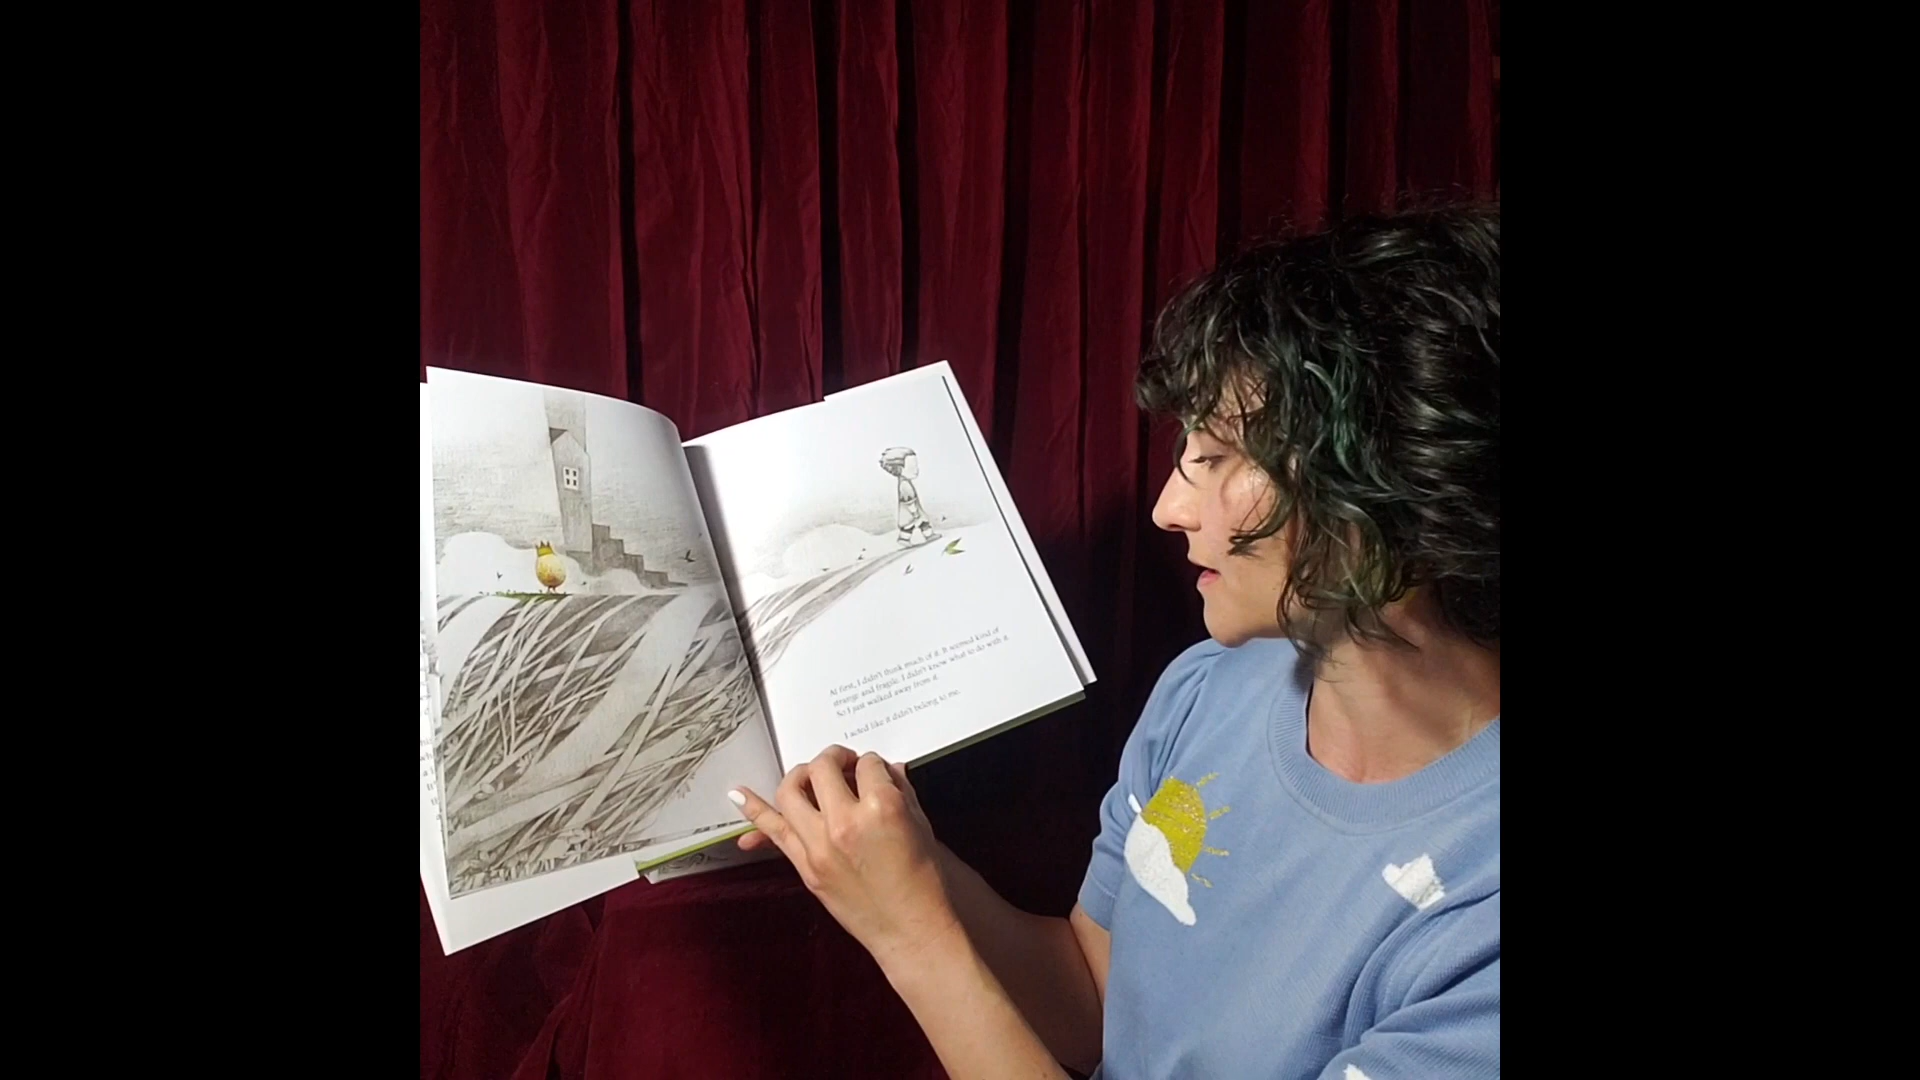 At first, I didn't think much of it. It seemed kind of
strange and fragile. I didn't know what to do with it.
So I just walked away from it.
I acted like it didn't belong to me.